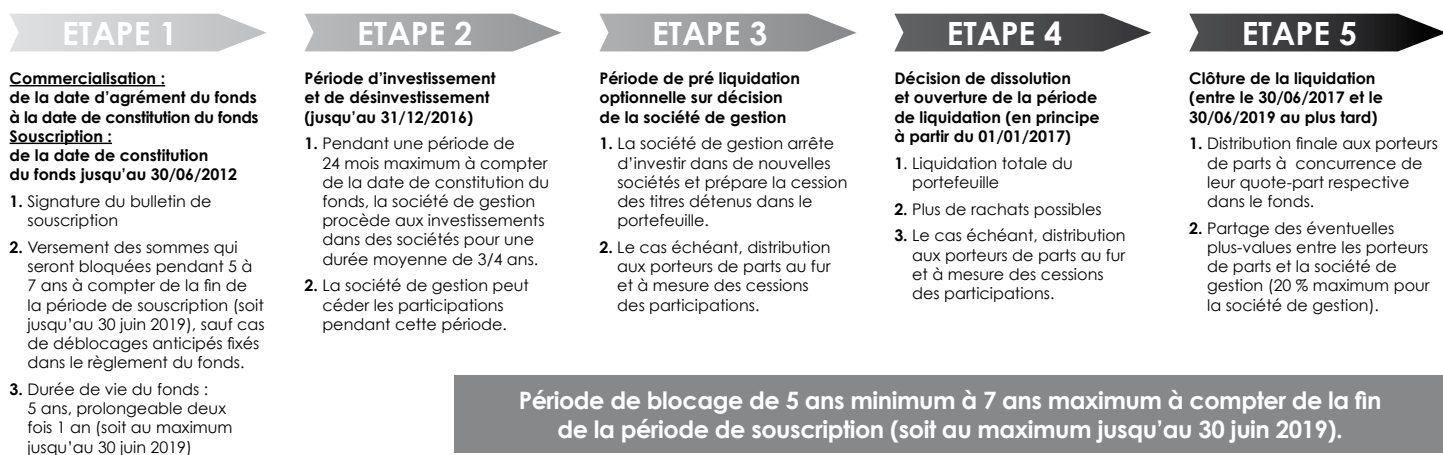 ETAPE 1
Commercialisation :
de la date d'agrément du fonds
à la date de constitution du fonds
Souscription :
de la date de constitution
du fonds jusqu'au 30/06/2012
1. Signature du bulletin de
souscription
2. Versement des sommes qui
seront bloquées pendant 5 à
7 ans à compter de la fin de
la période de souscription (soit
jusqu'au 30 juin 2019), sauf cas
de déblocages anticipés fixés
dans le règlement du fonds.
3. Durée de vie du fonds :
5 ans, prolongeable deux
fois 1 an (soit au maximum
jusqu'au 30 juin 2019)
ETAPE 2
Période d'investissement
et de désinvestissement
(jusqu'au 31/12/2016)
1. Pendant une période de
24 mois maximum à compter
de la date de constitution du
fonds, la société de gestion
procède aux investissements
dans des sociétés pour une
durée moyenne de 3/4 ans.
2. La société de gestion peut
céder les participations
pendant cette période.
ETAPE 3
Période de pré liquidation
optionnelle sur décision
de la société de gestion
1. La société de gestion arrête
d'investir dans de nouvelles
sociétés et prépare la cession
des titres détenus dans le
portefeuille.
2. Le cas échéant, distribution
aux porteurs de parts au fur
et à mesure des cessions
des participations.
ETAPE 4
Décision de dissolution
et ouverture de la période
de liquidation (en principe
à partir du 01/01/2017)
1. Liquidation totale du
portefeuille
2. Plus de rachats possibles
3. Le cas échéant, distribution
aux porteurs de parts au fur
et à mesure des cessions
des participations.
ETAPE 5
Clôture de la liquidation
(entre le 30/06/2017 et le
30/06/2019 au plus tard)
1. Distribution finale aux porteurs
de parts à concurrence de
leur quote-part respective
dans le fonds.
2. Partage des éventuelles
plus-values entre les porteurs
de parts et la société de
gestion (20 % maximum pour
la société de gestion).
Période de blocage de 5 ans minimum à 7 ans maximum à compter de la fin
de la période de souscription (soit au maximum jusqu'au 30 juin 2019).